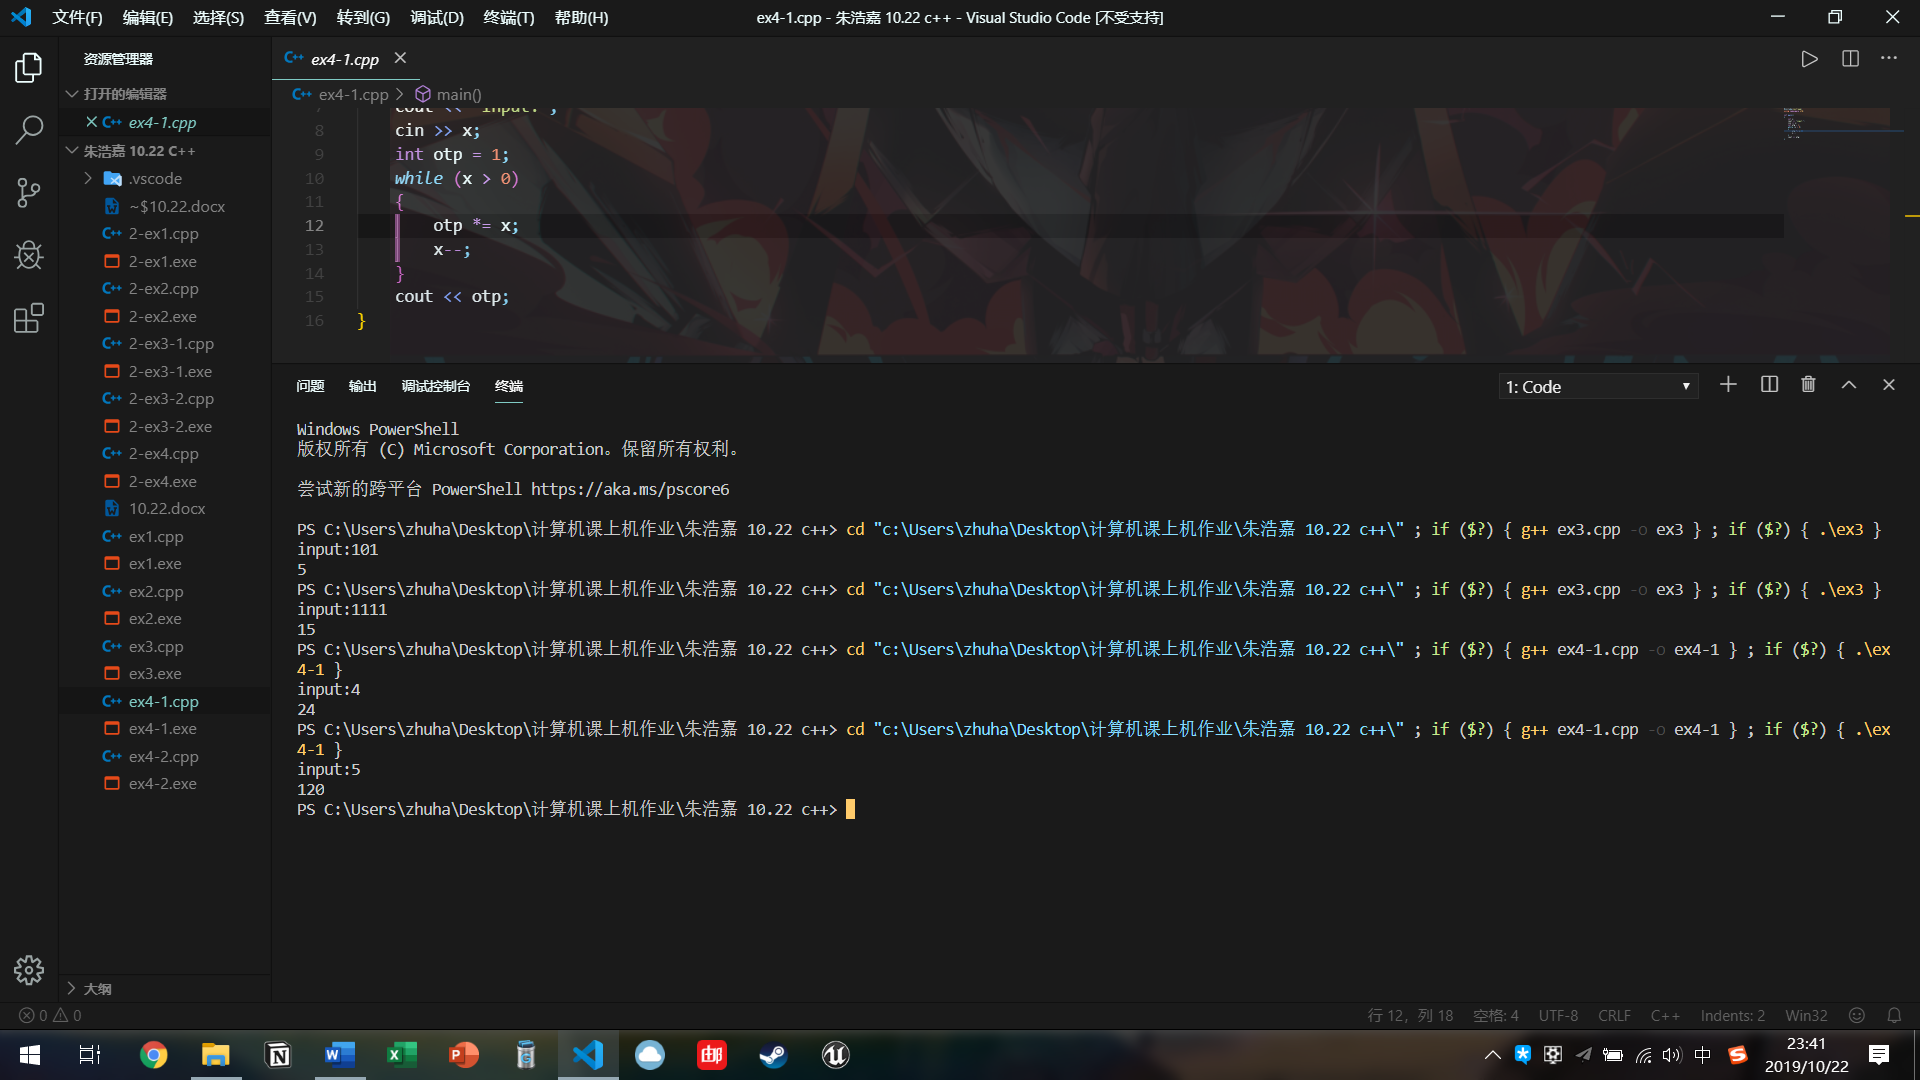 文件(F) 编辑(E) 选择(S) 查看(V) 转到(G) 调试(D) 终端(T) 帮助(H)
ex4-1.cpp - 朱浩嘉 10.22 c++ - Visual Studio Code [不受支持]
资源管理器
打开的编辑器
ex4-1.cpp
朱浩嘉 10.22 C++
.vscode
~$10.22.docx
2-ex1.cpp
2-ex1.exe
2-ex2.cpp
2-ex2.exe
2-ex3-1.cpp
2-ex3-1.exe
2-ex3-2.cpp
2-ex3-2.exe
2-ex4.cpp
2-ex4.exe
10.22.docx
ex1.cpp
ex1.exe
ex2.cpp
ex2.exe
ex3.cpp
ex3.exe
ex4-1.cpp
ex4-1.exe
ex4-2.cpp
ex4-2.exe
大纲
ex4-1.cpp
ex4-1.cpp > main()
cout << "input:";
8 cin >> x;
9 int otp = 1;
10 while (x > 0)
11 {
12 otp *= x;
13 x--;
14 }
15 cout << otp;
16 }
问题 输出 调试控制台 终端
1: Code
Windows PowerShell
版权所有 (C) Microsoft Corporation。保留所有权利。
尝试新的跨平台 PowerShell https://aka.ms/pscore6
PS C:\Users\zhuha\Desktop\计算机课上机作业\朱浩嘉 10.22 c++> cd "c:\Users\zhuha\Desktop\计算机课上机作业\朱浩嘉 10.22 c++\" ; if ($?) { g++ ex3.cpp -o ex3 } ; if ($?) { .\ex3 }
input:101
5
PS C:\Users\zhuha\Desktop\计算机课上机作业\朱浩嘉 10.22 c++> cd "c:\Users\zhuha\Desktop\计算机课上机作业\朱浩嘉 10.22 c++\" ; if ($?) { g++ ex3.cpp -o ex3 } ; if ($?) { .\ex3 }
input:1111
15
PS C:\Users\zhuha\Desktop\计算机课上机作业\朱浩嘉 10.22 c++> cd "c:\Users\zhuha\Desktop\计算机课上机作业\朱浩嘉 10.22 c++\" ; if ($?) { g++ ex4-1.cpp -o ex4-1 } ; if ($?) { .\ex
4-1 }
input:4
24
PS C:\Users\zhuha\Desktop\计算机课上机作业\朱浩嘉 10.22 c++> cd "c:\Users\zhuha\Desktop\计算机课上机作业\朱浩嘉 10.22 c++\" ; if ($?) { g++ ex4-1.cpp -o ex4-1 } ; if ($?) { .\ex
4-1 }
input:5
120
PS C:\Users\zhuha\Desktop\计算机课上机作业\朱浩嘉 10.22 c++>
0 0
行 12，列 18 空格: 4 UTF-8 CRLF C++ Indents: 2 Win32
邮
中
23:41
2019/10/22